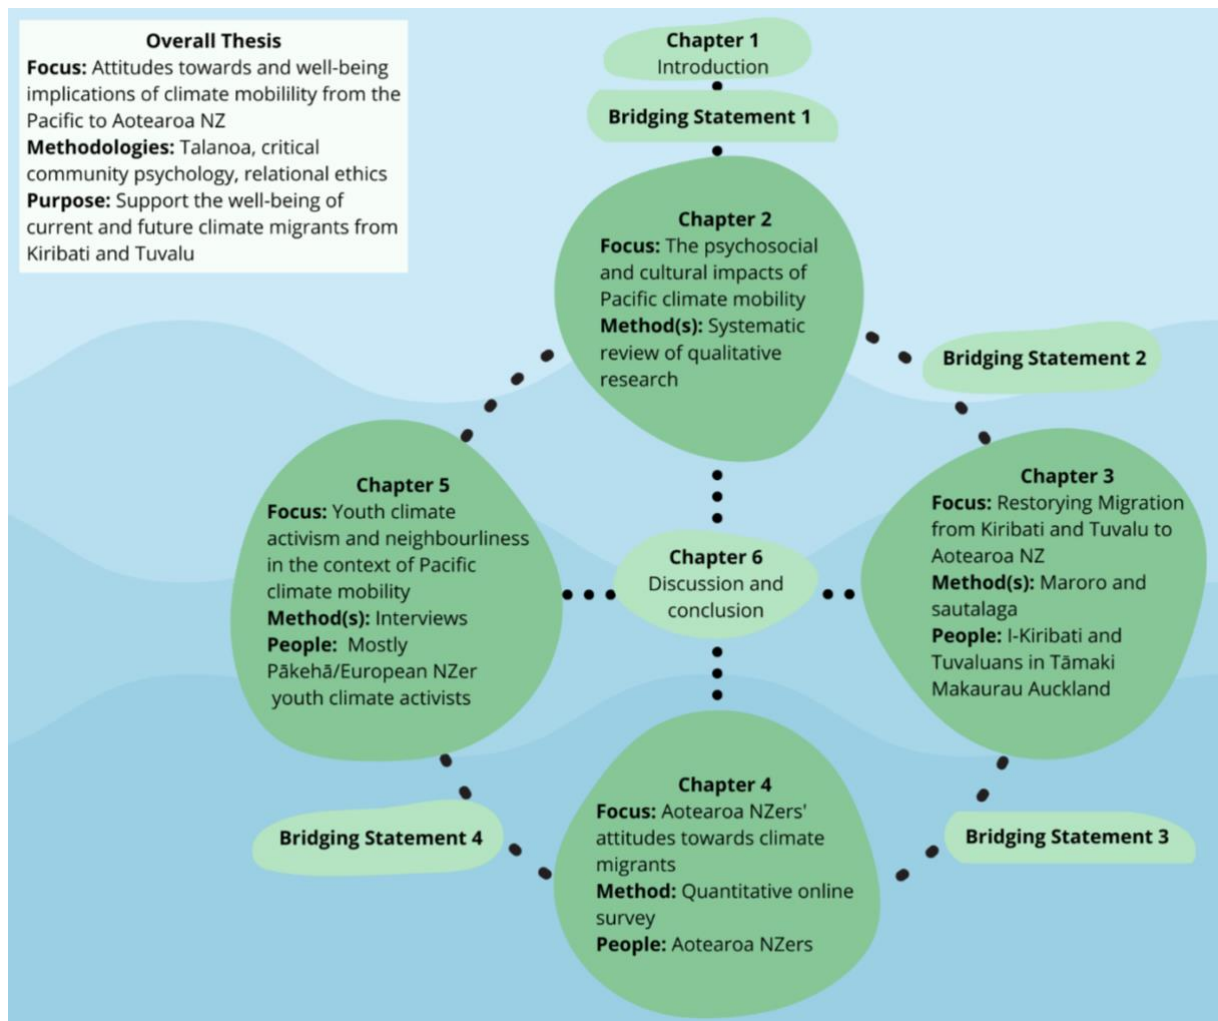 Overall Thesis
Focus: Attitudes towards and well-being
implications of climate mobilility from the
Pacific to Aotearoa NZ
Methodologies: Talanoa, critical
community psychology, relational ethics
Purpose: Support the well-being of
current and future climate migrants from
Kiribati and Tuvalu
Chapter 1
Introduction
Bridging Statement 1
Chapter 2
Focus: The psychosocial
and cultural impacts of
Pacific climate mobility
Method(s): Systematic
review of qualitative
research
Bridging Statement 2
Chapter 3
Focus: Restorying Migration
from Kiribati and Tuvalu to
Aotearoa NZ
Method(s): Maroro and
sautalaga
People: I-Kiribati and
Tuvaluans in Tāmaki
Makaurau Auckland
Bridging Statement 3
Chapter 4
Focus: Aotearoa NZers'
attitudes towards climate
migrants
Method: Quantitative online
survey
People: Aotearoa NZers
Bridging Statement 4
Chapter 5
Focus: Youth climate
activism and neighbourliness
in the context of Pacific
climate mobility
Method(s): Interviews
People: Mostly
Pākehā/European NZer
youth climate activists
Chapter 6
Discussion and
conclusion